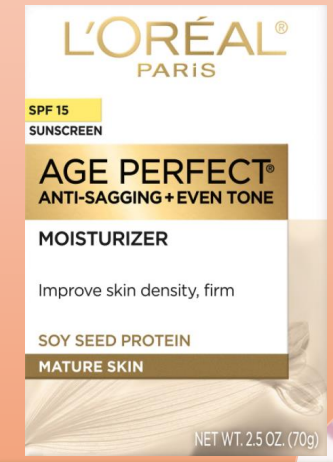 L'ORÉAL®
PARiS
SPF 15
SUNSCREEN
AGE PERFECT®
ANTI-SAGGING + EVEN TONE
MOISTURIZER
Improve skin density, firm
SOY SEED PROTEIN
MATURE SKIN
NET WT. 2.5 OZ. (70g)